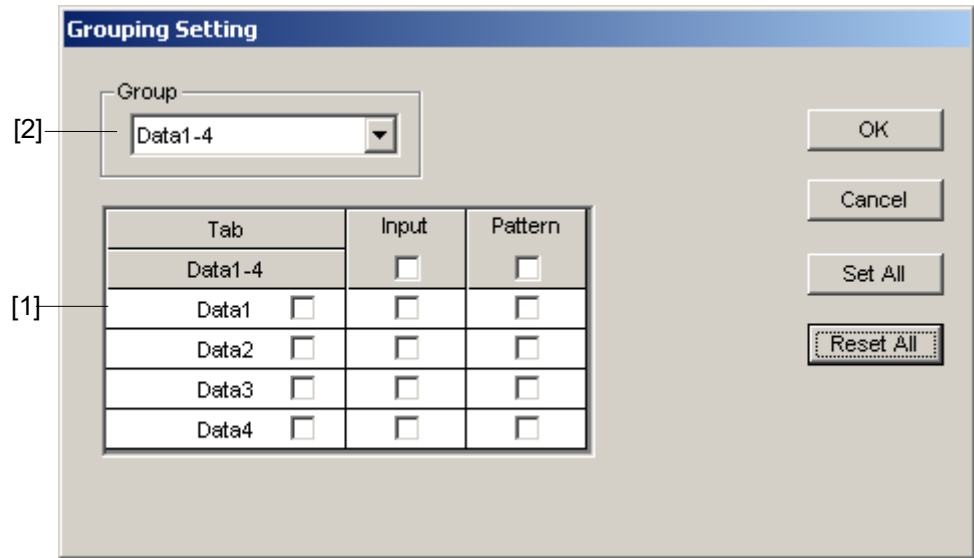 Grouping Setting
Group
[2]
Data1-4
OK
Cancel
Set All
Reset All
Tab Input Pattern
Data1-4
[1]
Data1
Data2
Data3
Data4